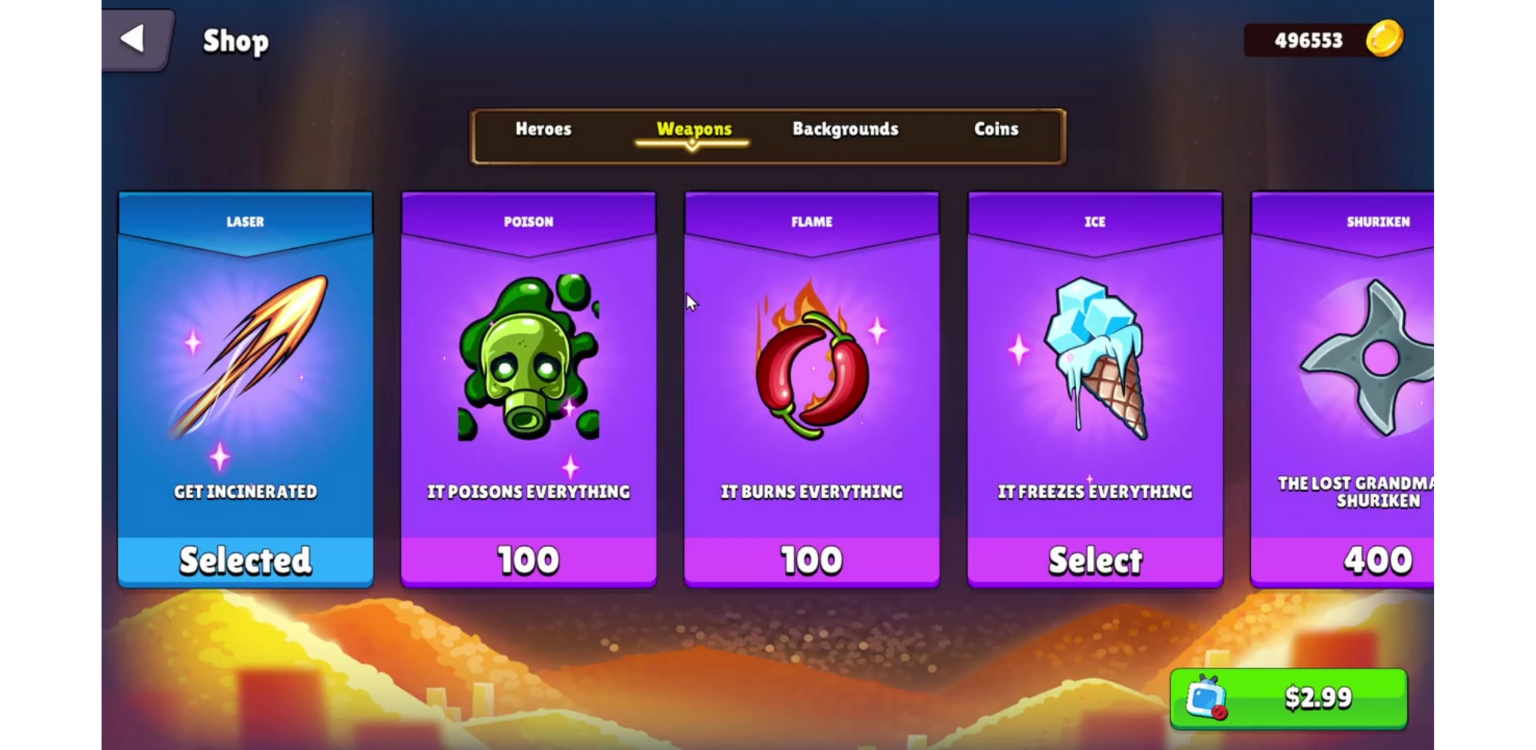 Shop
496553
Heroes
Weapons
Backgrounds
Coins
LASER
GET INCINERATED
Selected
POISON
IT POISONS EVERYTHING
100
FLAME
IT BURNS EVERYTHING
100
ICE
IT FREEZES EVERYTHING
Select
SHURIKEN
THE LOST GRANDMA
SHURIKEN
400
$2.99